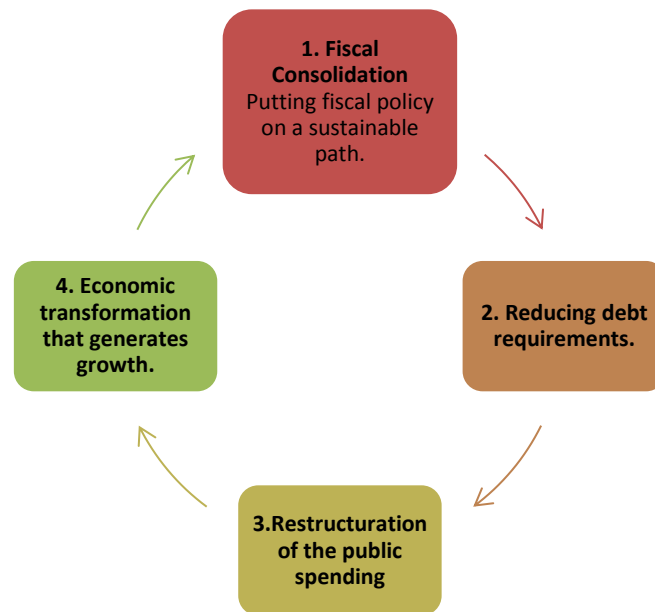 1. Fiscal
Consolidation
Putting fiscal policy
on a sustainable
path.
2. Reducing debt
requirements.
3.Restructuration
of the public
spending
4. Economic
transformation
that generates
growth.